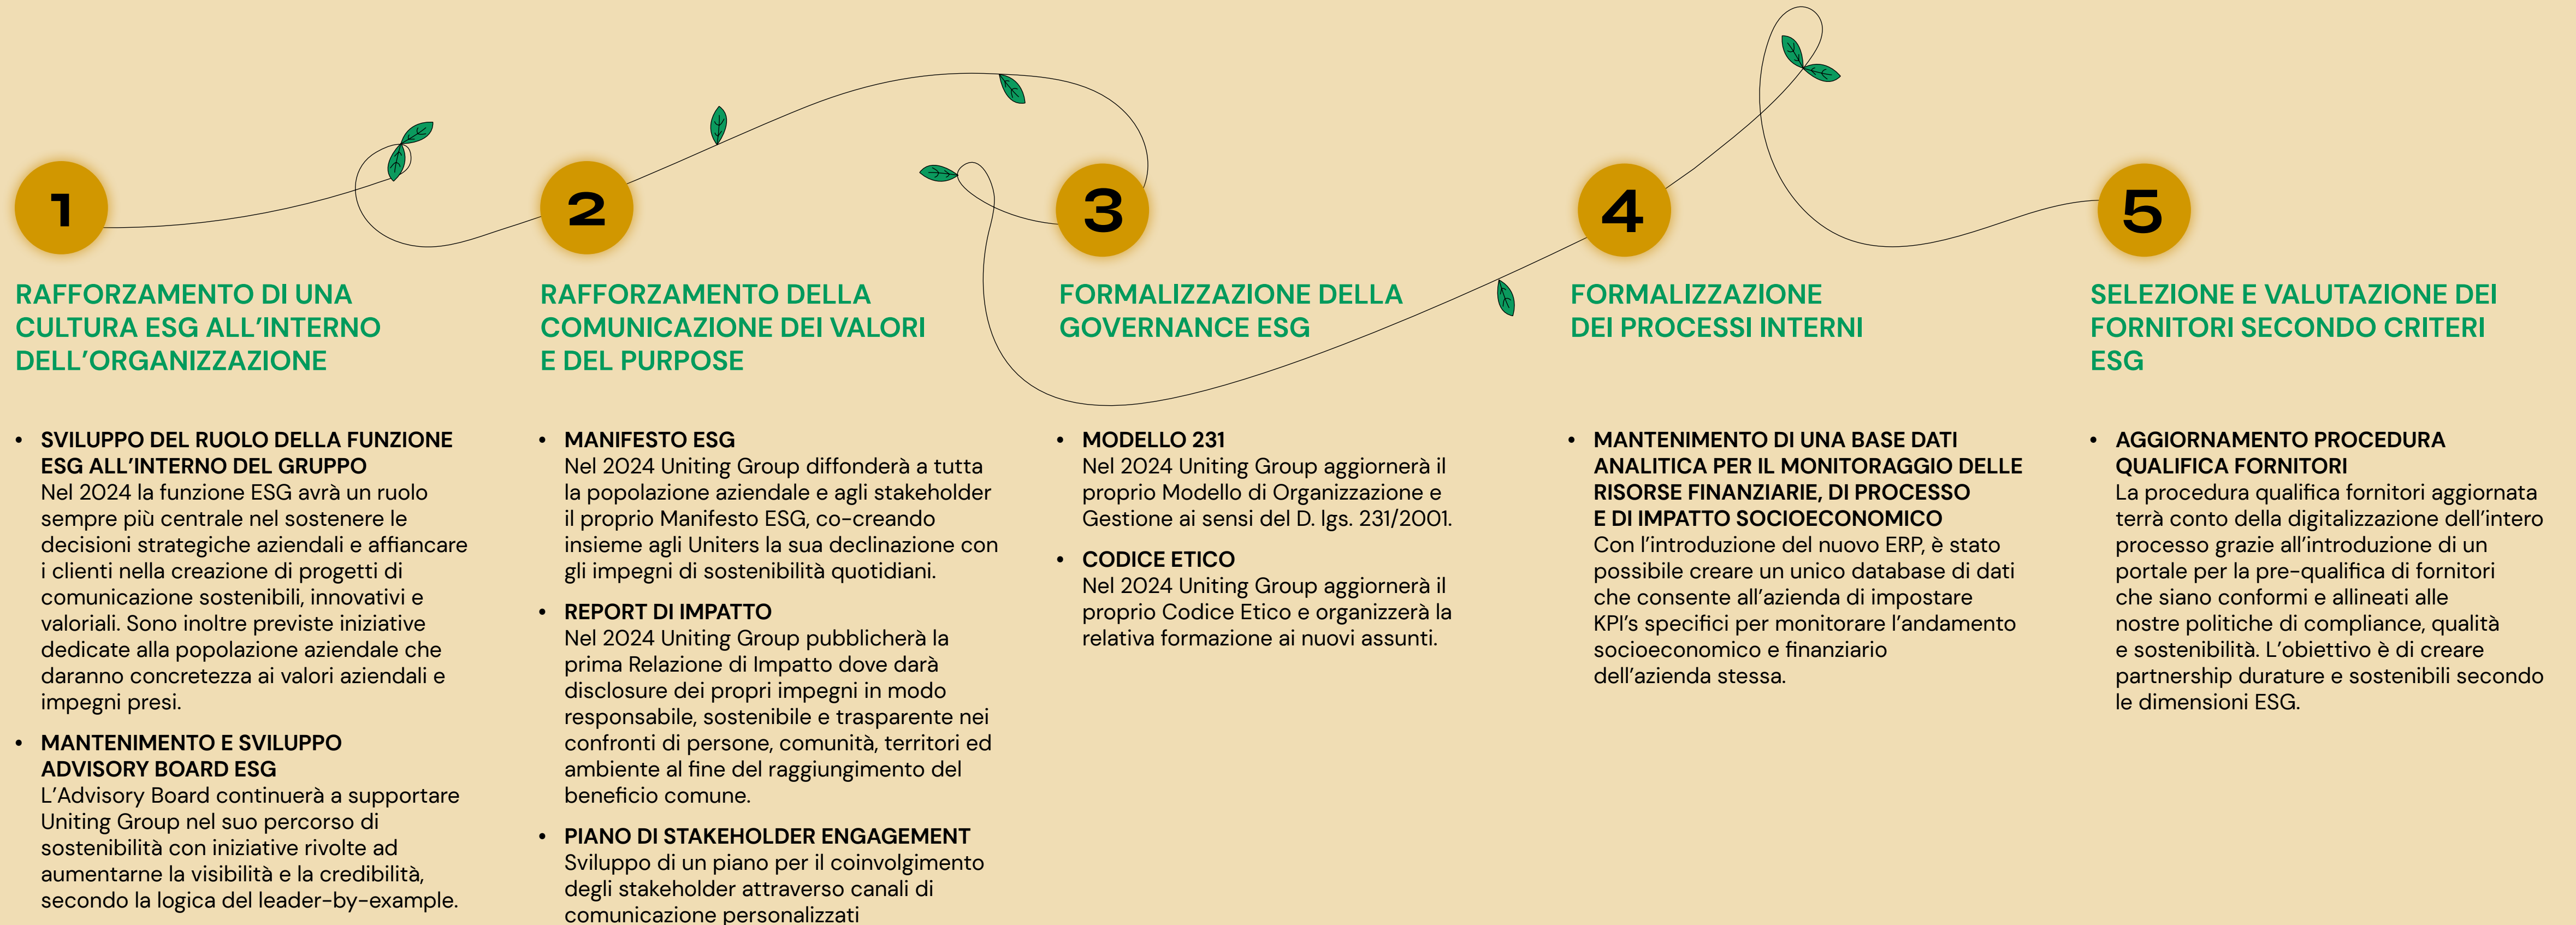 1
RAFFORZAMENTO DI UNA
CULTURA ESG ALL'INTERNO
DELL'ORGANIZZAZIONE
• SVILUPPO DEL RUOLO DELLA FUNZIONE
ESG ALL'INTERNO DEL GRUPPO
Nel 2024 la funzione ESG avrà un ruolo
sempre più centrale nel sostenere le
decisioni strategiche aziendali e affiancare
i clienti nella creazione di progetti di
comunicazione sostenibili, innovativi e
valoriali. Sono inoltre previste iniziative
dedicate alla popolazione aziendale che
daranno concretezza ai valori aziendali e
impegni presi.
• MANTENIMENTO E SVILUPPO
ADVISORY BOARD ESG
L'Advisory Board continuerà a supportare
Uniting Group nel suo percorso di
sostenibilità con iniziative rivolte ad
aumentarne la visibilità e la credibilità,
secondo la logica del leader-by-example.
2
RAFFORZAMENTO DELLA
COMUNICAZIONE DEI VALORI
E DEL PURPOSE
• MANIFESTO ESG
Nel 2024 Uniting Group diffonderà a tutta
la popolazione aziendale e agli stakeholder
il proprio Manifesto ESG, co-creando
insieme agli Uniters la sua declinazione con
gli impegni di sostenibilità quotidiani.
• REPORT DI IMPATTO
Nel 2024 Uniting Group pubblicherà la
prima Relazione di Impatto dove darà
disclosure dei propri impegni in modo
responsabile, sostenibile e trasparente nei
confronti di persone, comunità, territori ed
ambiente al fine del raggiungimento del
beneficio comune.
• PIANO DI STAKEHOLDER ENGAGEMENT
Sviluppo di un piano per il coinvolgimento
degli stakeholder attraverso canali di
comunicazione personalizzati
3
FORMALIZZAZIONE DELLA
GOVERNANCE ESG
• MODELLO 231
Nel 2024 Uniting Group aggiornerà il
proprio Modello di Organizzazione e
Gestione ai sensi del D. lgs. 231/2001.
• CODICE ETICO
Nel 2024 Uniting Group aggiornerà il
proprio Codice Etico e organizzerà la
relativa formazione ai nuovi assunti.
4
FORMALIZZAZIONE
DEI PROCESSI INTERNI
• MANTENIMENTO DI UNA BASE DATI
ANALITICA PER IL MONITORAGGIO DELLE
RISORSE FINANZIARIE, DI PROCESSO
E DI IMPATTO SOCIOECONOMICO
Con l'introduzione del nuovo ERP, è stato
possibile creare un unico database di dati
che consente all'azienda di impostare
KPI's specifici per monitorare l'andamento
socioeconomico e finanziario
dell'azienda stessa.
5
SELEZIONE E VALUTAZIONE DEI
FORNITORI SECONDO CRITERI
ESG
• AGGIORNAMENTO PROCEDURA
QUALIFICA FORNITORI
La procedura qualifica fornitori aggiornata
terrà conto della digitalizzazione dell'intero
processo grazie all'introduzione di un
portale per la pre-qualifica di fornitori
che siano conformi e allineati alle
nostre politiche di compliance, qualità
e sostenibilità. L'obiettivo è di creare
partnership durature e sostenibili secondo
le dimensioni ESG.